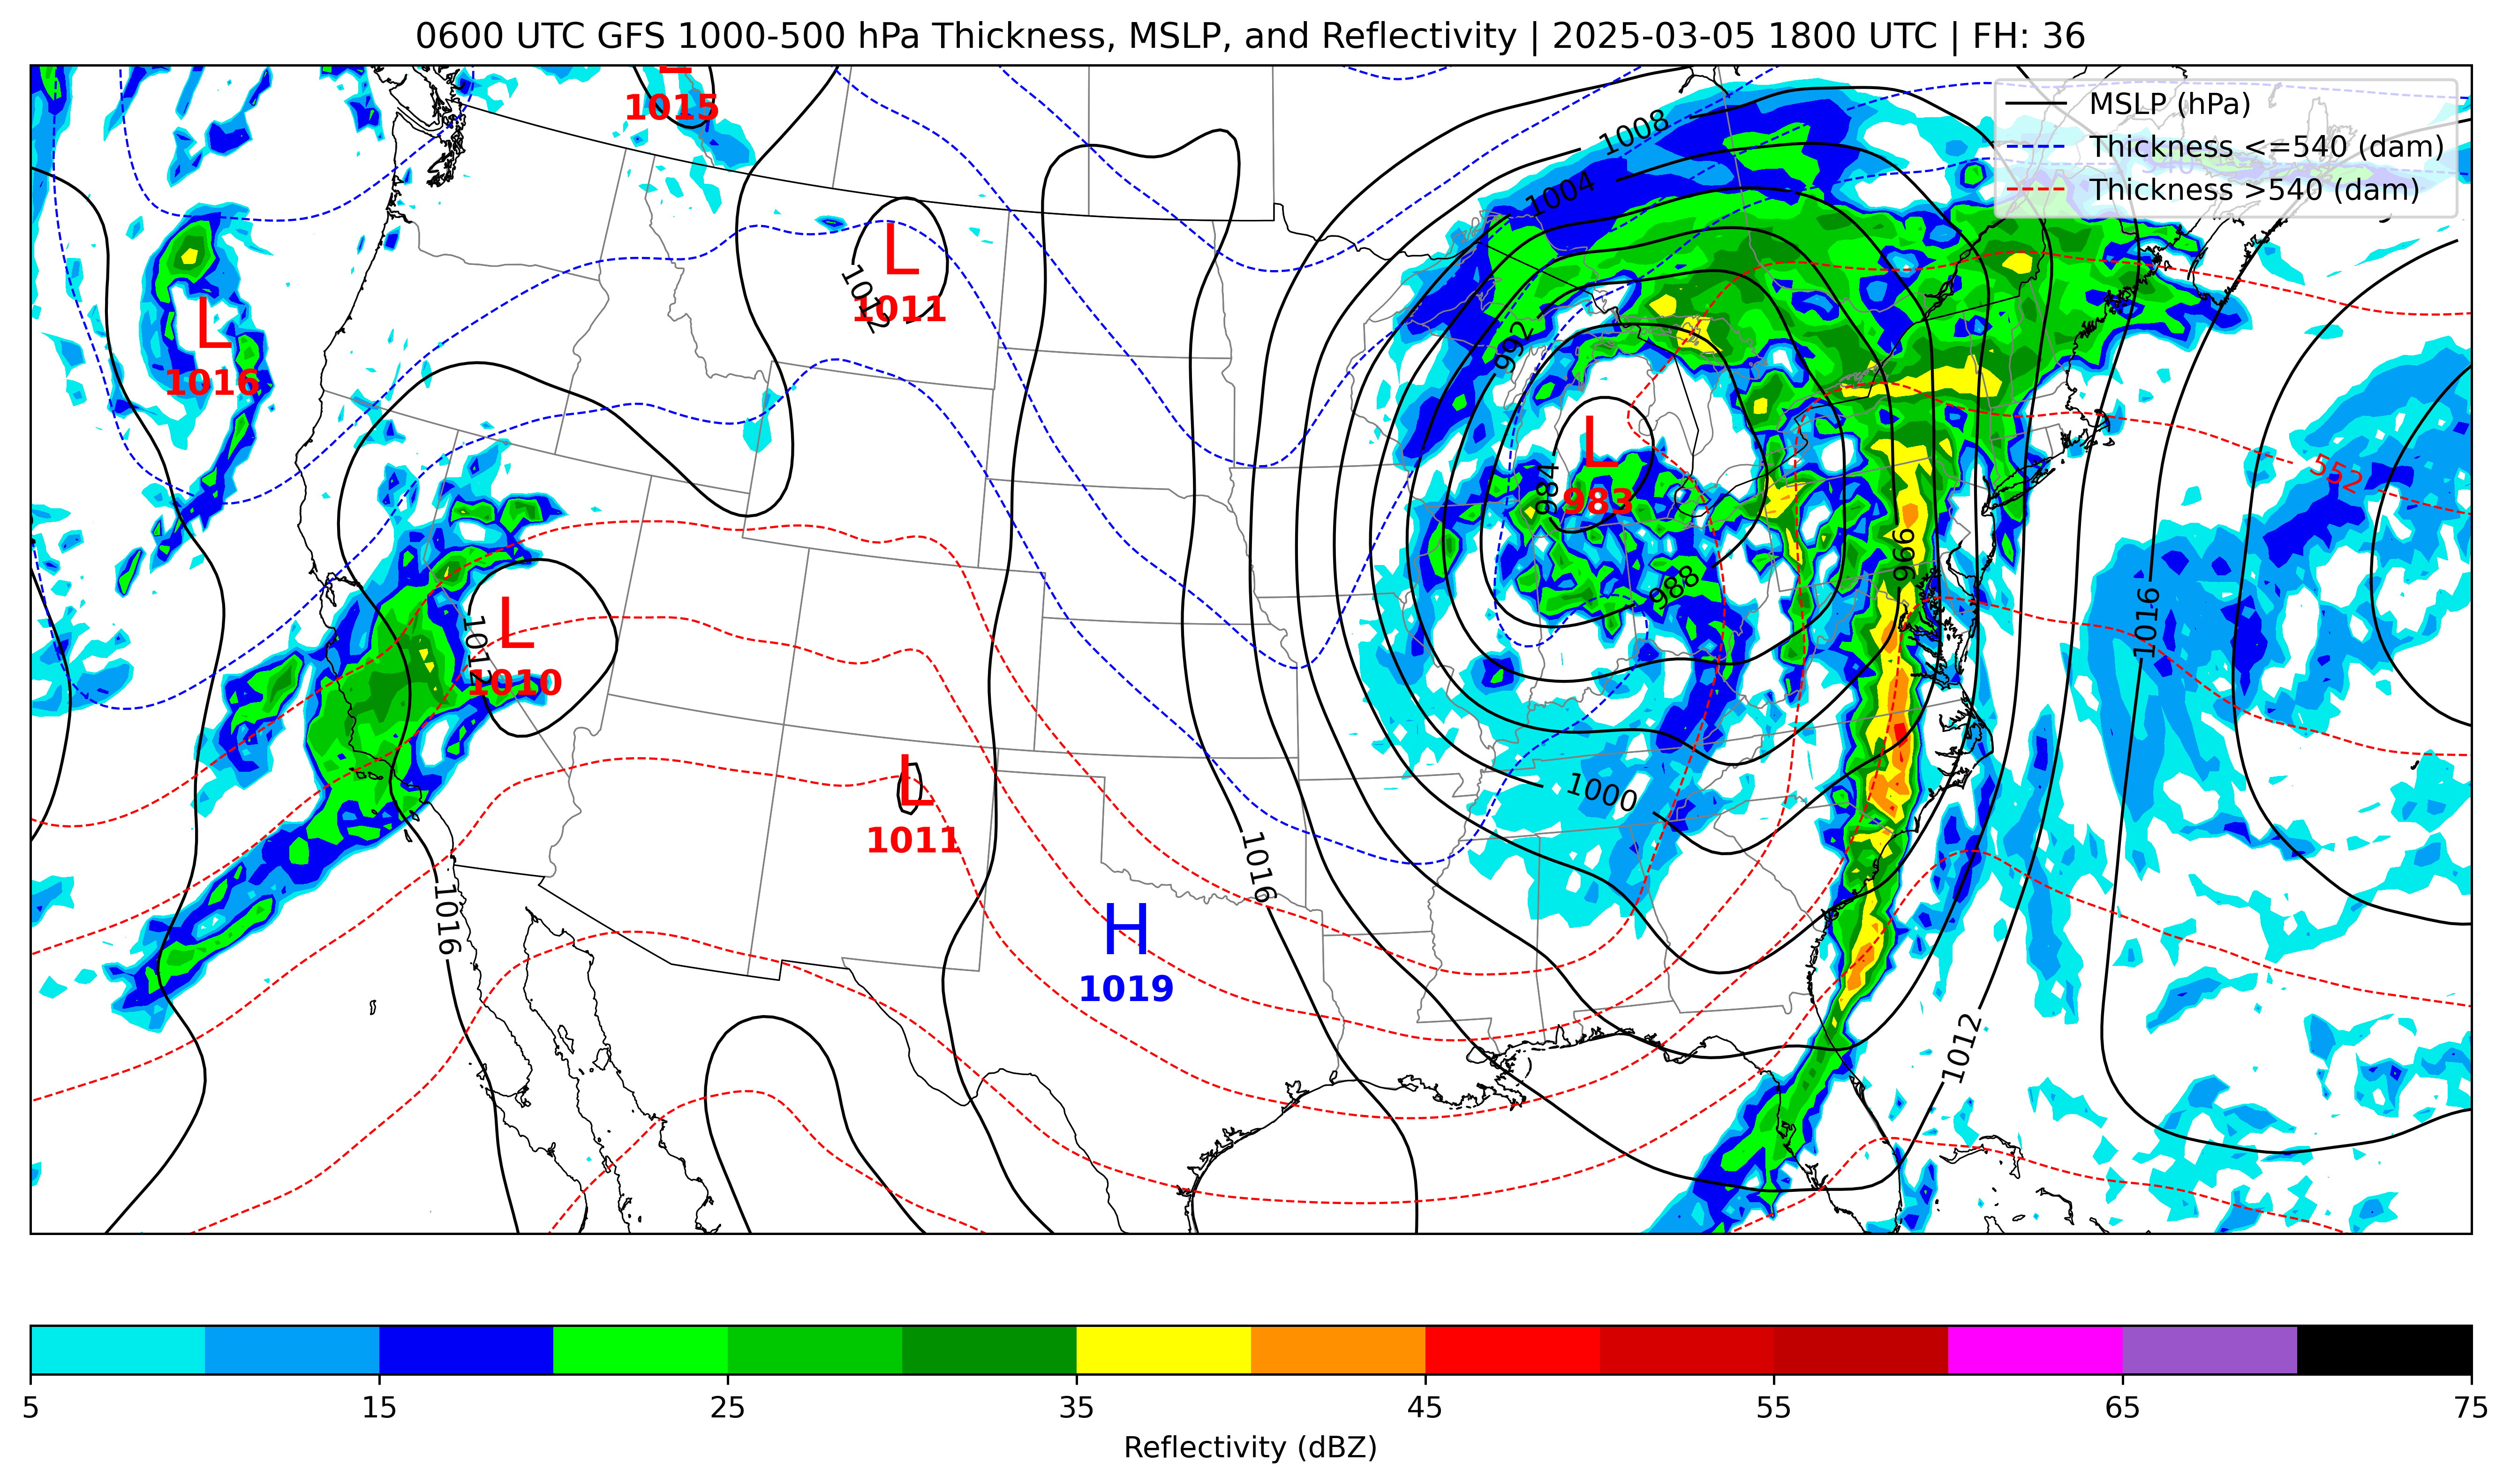 0600 UTC GFS 1000-500 hPa Thickness, MSLP, and Reflectivity | 2025-03-05 1800 UTC | FH: 36
MSLP (hPa)
Thickness <=540 (dam)
Thickness >540 (dam)
540
L
1015
1008
1004
L
1011
1012
L
1016
992
L
983
984
552
988
996
L
1010
1012
1016
1000
L
1011
1016
1016
H
1019
1012
5
15
25
35
45
55
65
75
Reflectivity (dBZ)